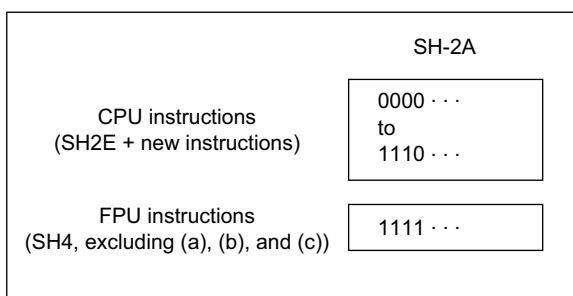 SH-2A
CPU instructions
(SH2E + new instructions)
0000 · · ·
to
1110 · · ·
FPU instructions
(SH4, excluding (a), (b), and (c))
1111 · · ·